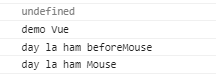 undefined
demo Vue
day la ham beforeMouse
day la ham Mouse